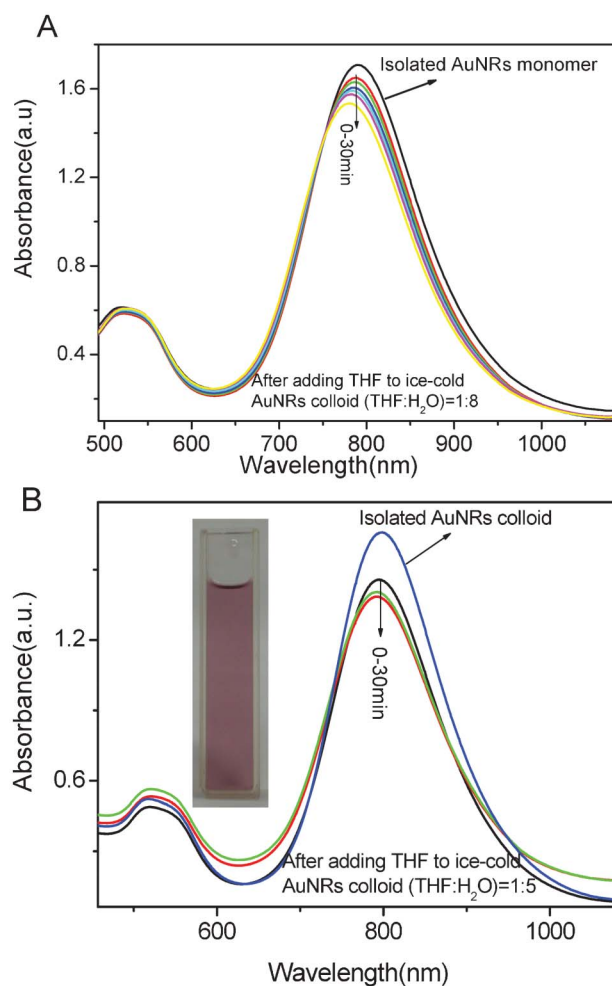 A
Absorbance(a.u)
1.6
1.2
0.8
0.4
Isolated AuNRs monomer
0-30min
After adding THF to ice-cold
AuNRs colloid (THF:H₂O)=1:8
500 600 700 800 900 1000
Wavelength(nm)
B
Absorbance(a.u.)
1.2
0.6
Isolated AuNRs colloid
0-30min
After adding THF to ice-cold
AuNRs colloid (THF:H₂O)=1:5
600 800 1000
Wavelength(nm)